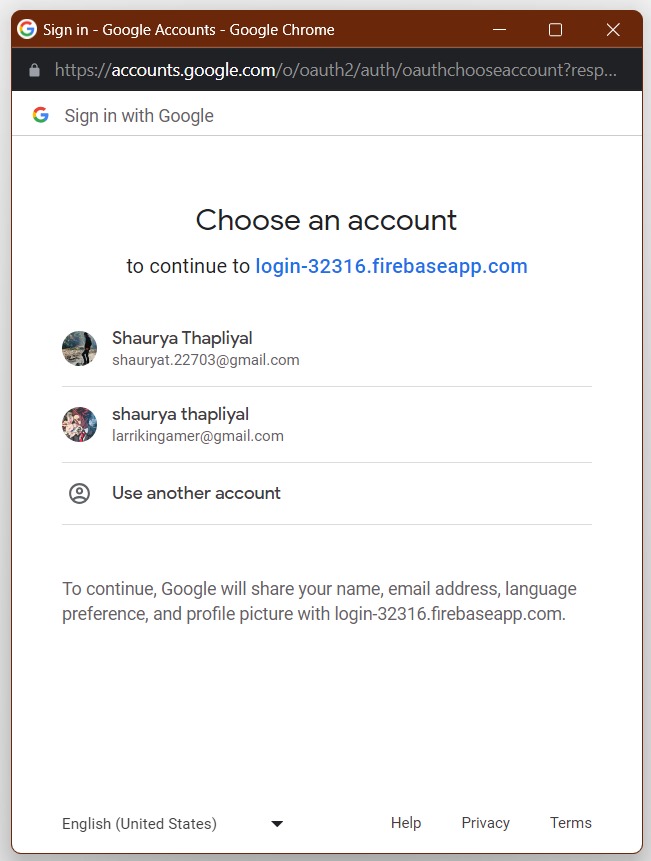 Sign in - Google Accounts - Google Chrome
https://accounts.google.com/o/oauth2/auth/oauthchooseaccount?resp...
Sign in with Google
Choose an account
to continue to login-32316.firebaseapp.com
Shaurya Thapliyal
shauryat.22703@gmail.com
shaurya thapliyal
larrikingamer@gmail.com
Use another account
To continue, Google will share your name, email address, language
preference, and profile picture with login-32316.firebaseapp.com.
English (United States) Help Privacy Terms